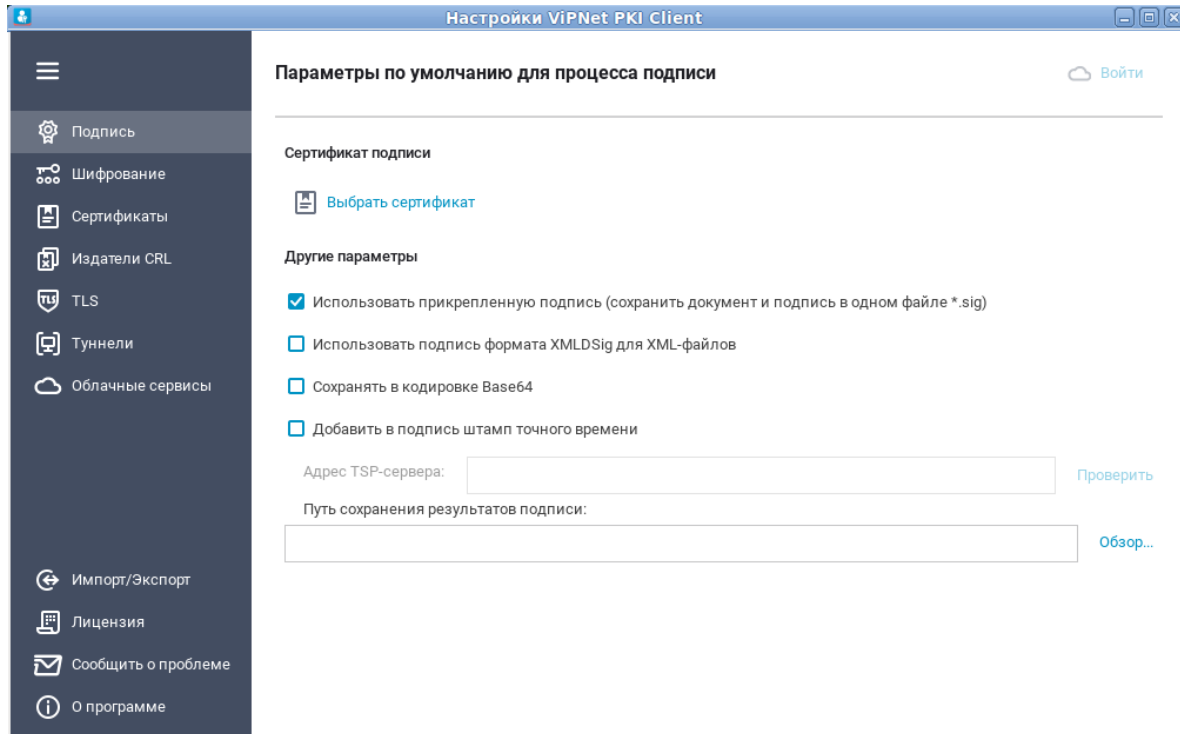 Настройки ViPNet PKI Client
Параметры по умолчанию для процесса подписи
Войти
Подпись
Шифрование
Сертификаты
Издатели CRL
TLS
Туннели
Облачные сервисы
Импорт/Экспорт
Лицензия
Сообщить о проблеме
О программе
Сертификат подписи
Выбрать сертификат
Другие параметры
Использовать прикрепленную подпись (сохранить документ и подпись в одном файле *.sig)
Использовать подпись формата XMLDSig для XML-файлов
Сохранять в кодировке Base64
Добавить в подпись штамп точного времени
Адрес TSP-сервера:
Проверить
Путь сохранения результатов подписи:
Обзор...